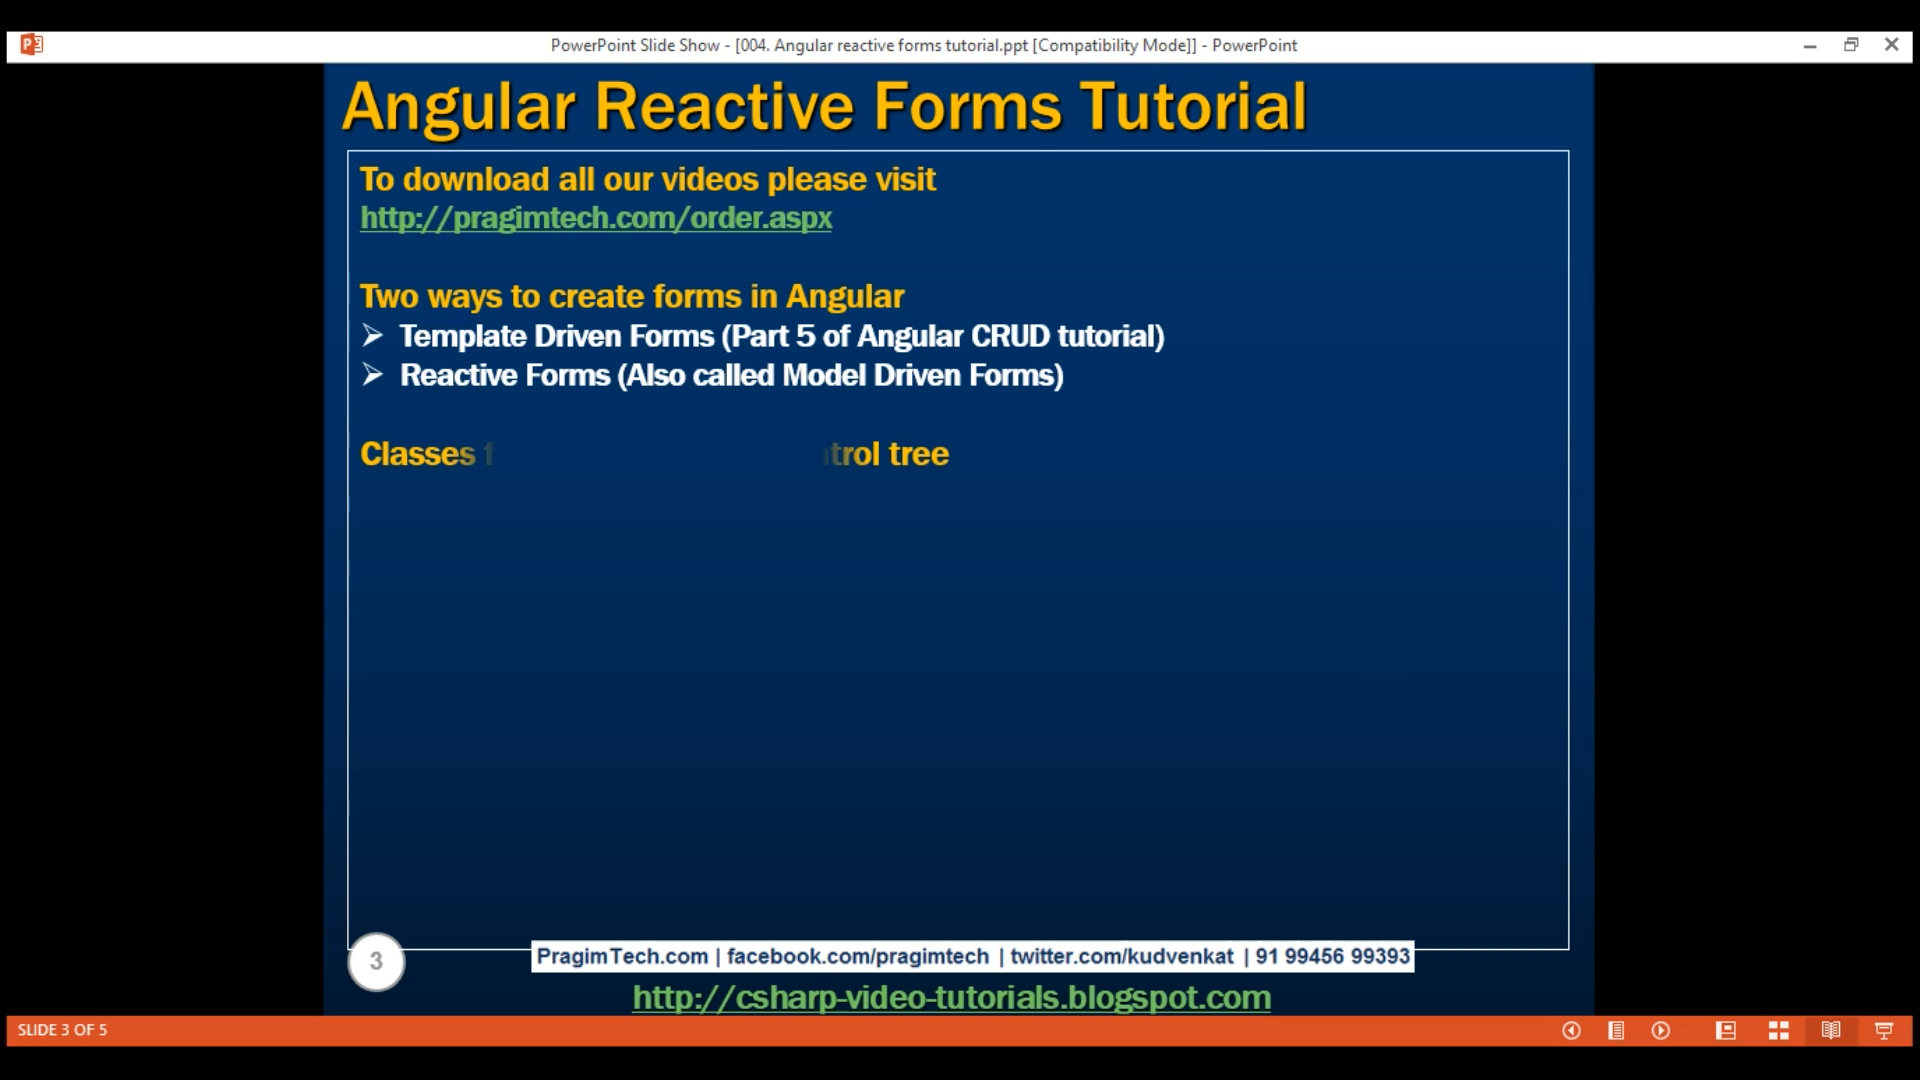 PowerPoint Slide Show - [004. Angular reactive forms tutorial.ppt [Compatibility Mode]] - PowerPoint
Angular Reactive Forms Tutorial
To download all our videos please visit
http://pragimtech.com/order.aspx
Two ways to create forms in Angular
Template Driven Forms (Part 5 of Angular CRUD tutorial)
Reactive Forms (Also called Model Driven Forms)
Classes tree
3
PragimTech.com | facebook.com/pragimtech | twitter.com/kudvenkat | 91 99456 99393
http://csharp-video-tutorials.blogspot.com
SLIDE 3 OF 5